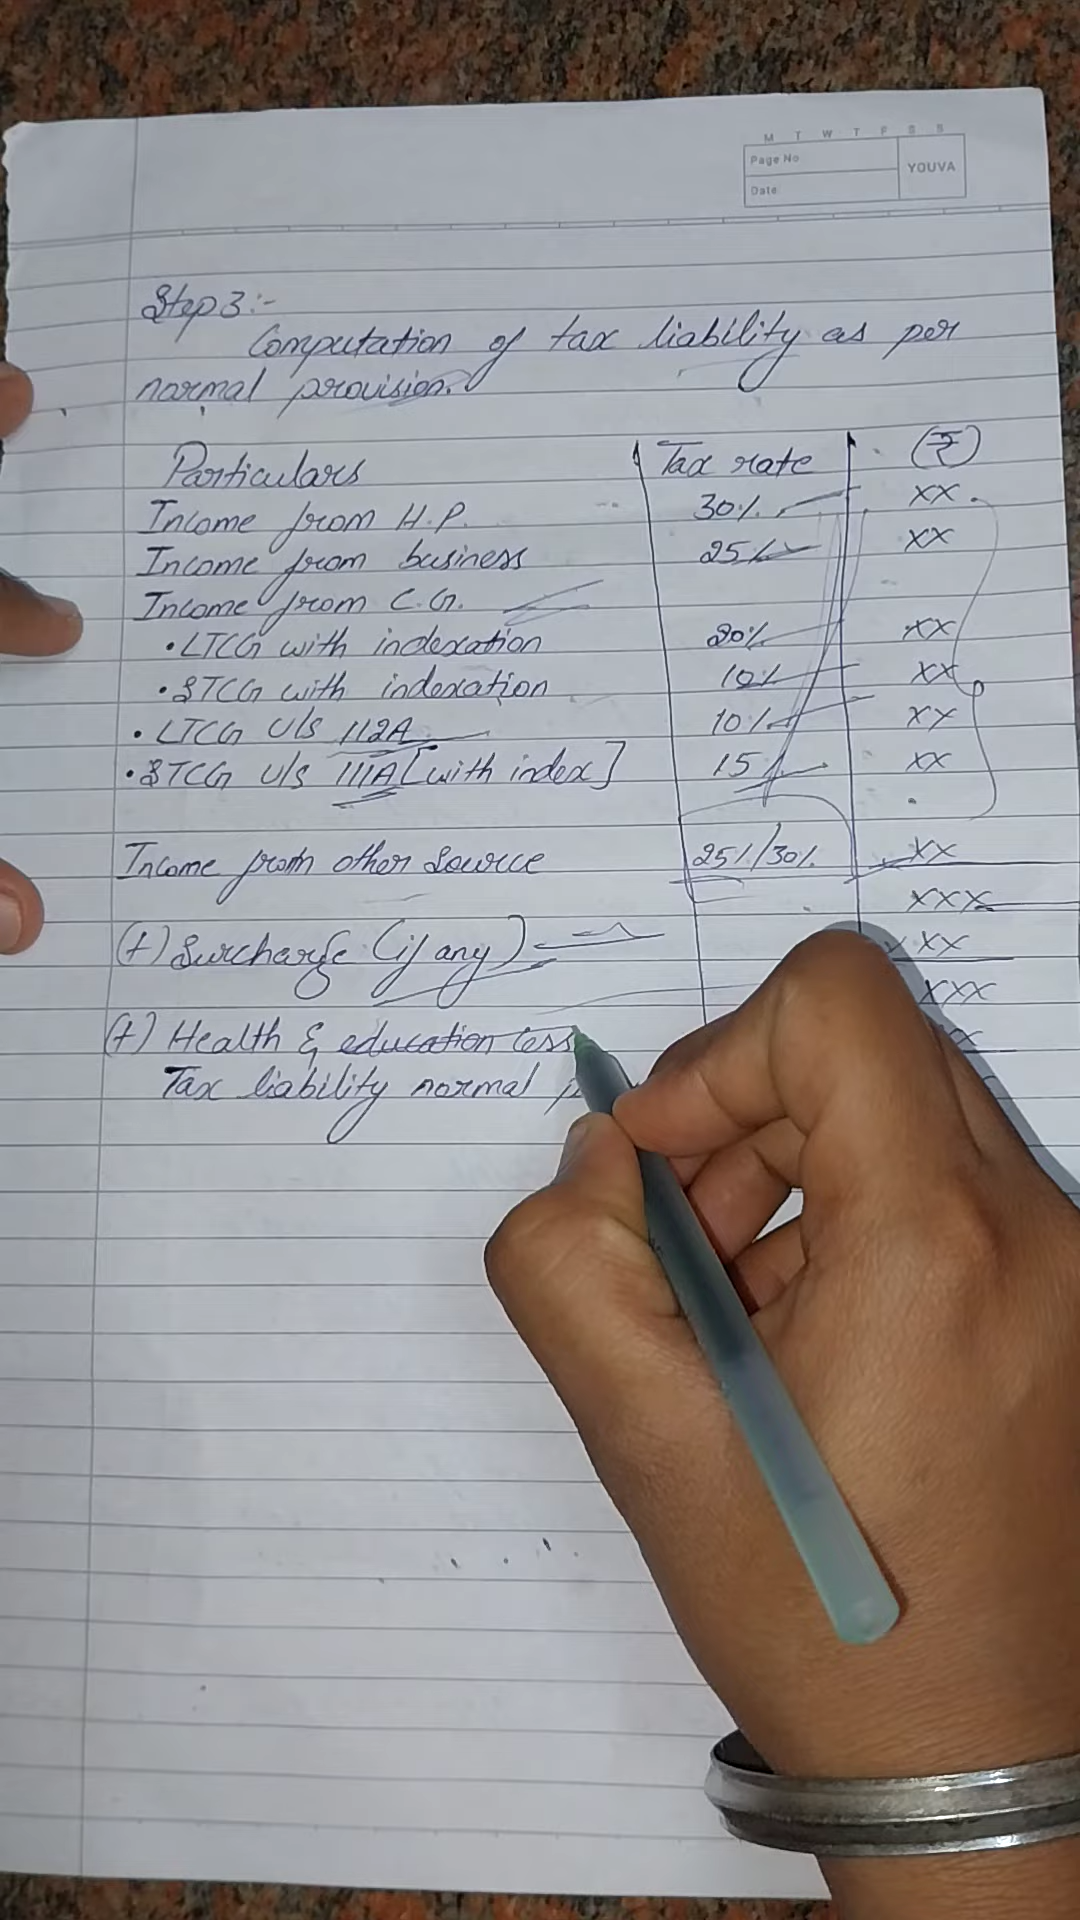 M T W T F S S
Page No
YOUVA
Date
Step 3:-
Computation of tax liability as per
normal provision.
Particulars Tax rate (₹)
Income from H.P. 30% XX
Income from business 25% XX
Income from C.G.
• LTCG with indexation 20% XX
• STCG with indexation 10% XX
• LTCG U/s 112A 10% XX
• STCG U/s 111A [with index] 15% XX
Income from other source 25%/30% XX
XXX
(+) Surcharge (if any) XX
XXX
(+) Health & education cess
Tax liability normal